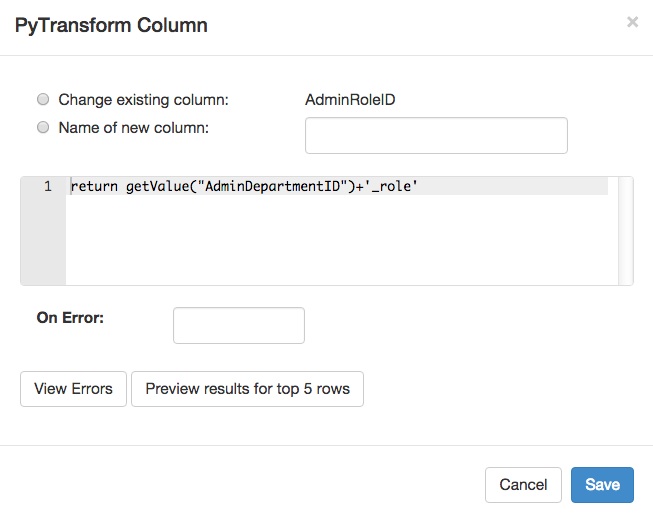 PyTransform Column
×
Change existing column: AdminRoleID
Name of new column:
1 return getValue("AdminDepartmentID")+'_role'
On Error:
View Errors Preview results for top 5 rows
Cancel Save